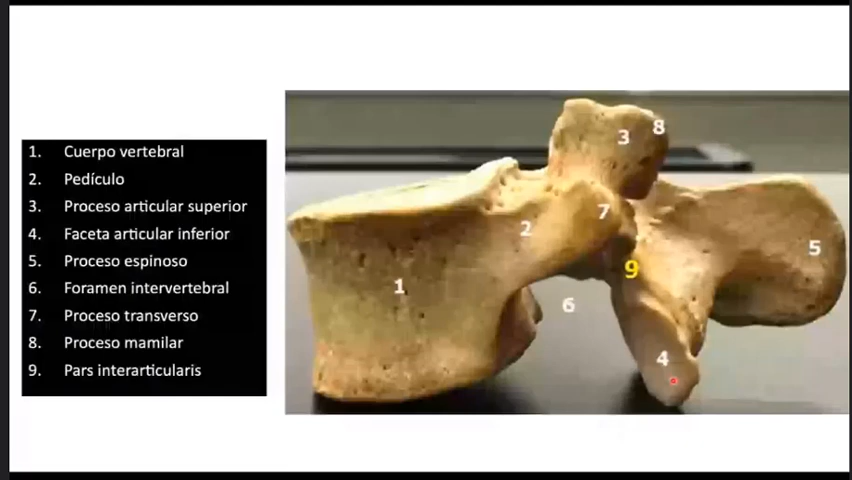 1. Cuerpo vertebral
2. Pedículo
3. Proceso articular superior
4. Faceta articular inferior
5. Proceso espinoso
6. Foramen intervertebral
7. Proceso transverso
8. Proceso mamilar
9. Pars interarticularis
3 8
7
2
5
9
1
6
4